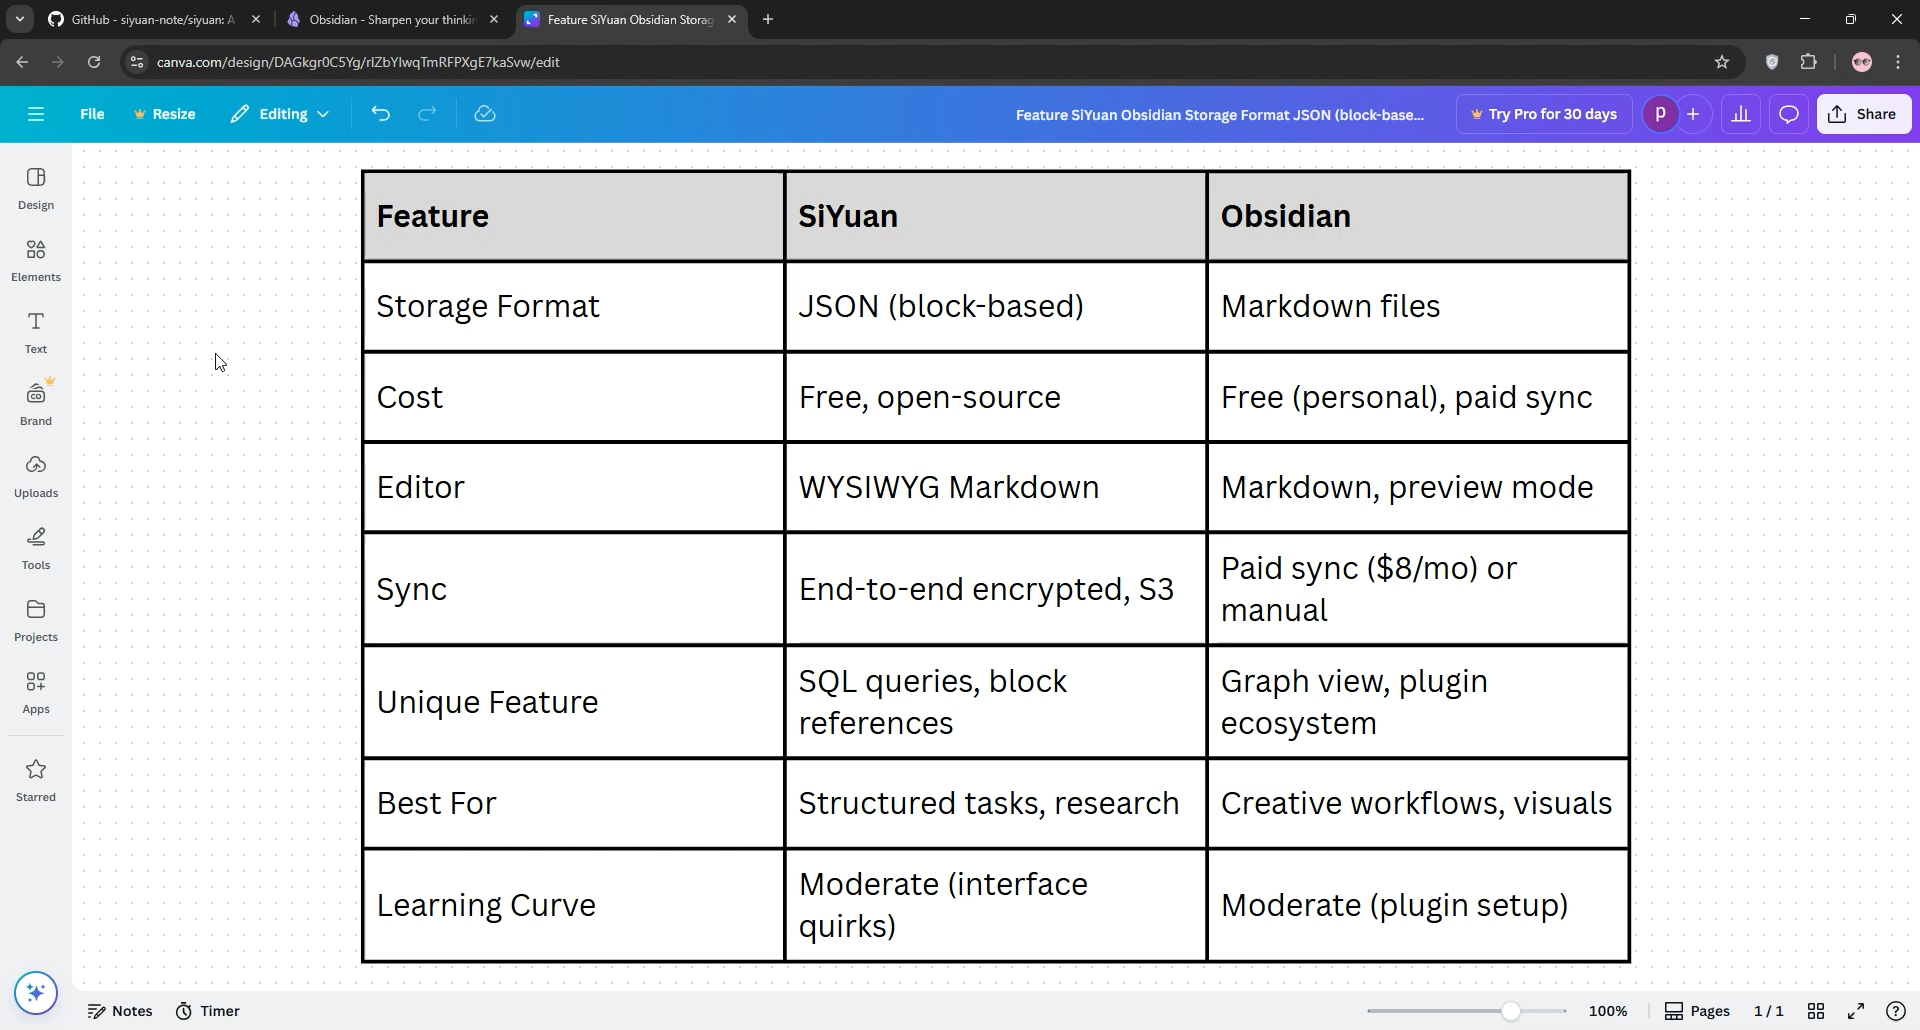 GitHub - siyuan-note/siyuan: A
Obsidian - Sharpen your thinkin
Feature SiYuan Obsidian Storag
canva.com/design/DAGkgr0C5Yg/rIZbYlwqTmRFPXgE7kaSvw/edit
File
Resize
Editing
Feature SiYuan Obsidian Storage Format JSON (block-base...
Try Pro for 30 days
p
Share
Design
Elements
Text
Brand
Uploads
Tools
Projects
Apps
Starred
Feature SiYuan Obsidian
Storage Format JSON (block-based) Markdown files
Cost Free, open-source Free (personal), paid sync
Editor WYSIWYG Markdown Markdown, preview mode
Sync End-to-end encrypted, S3 Paid sync ($8/mo) or
manual
Unique Feature SQL queries, block
references
Graph view, plugin
ecosystem
Best For Structured tasks, research Creative workflows, visuals
Learning Curve Moderate (interface
quirks)
Moderate (plugin setup)
Notes
Timer
100%
Pages
1 / 1